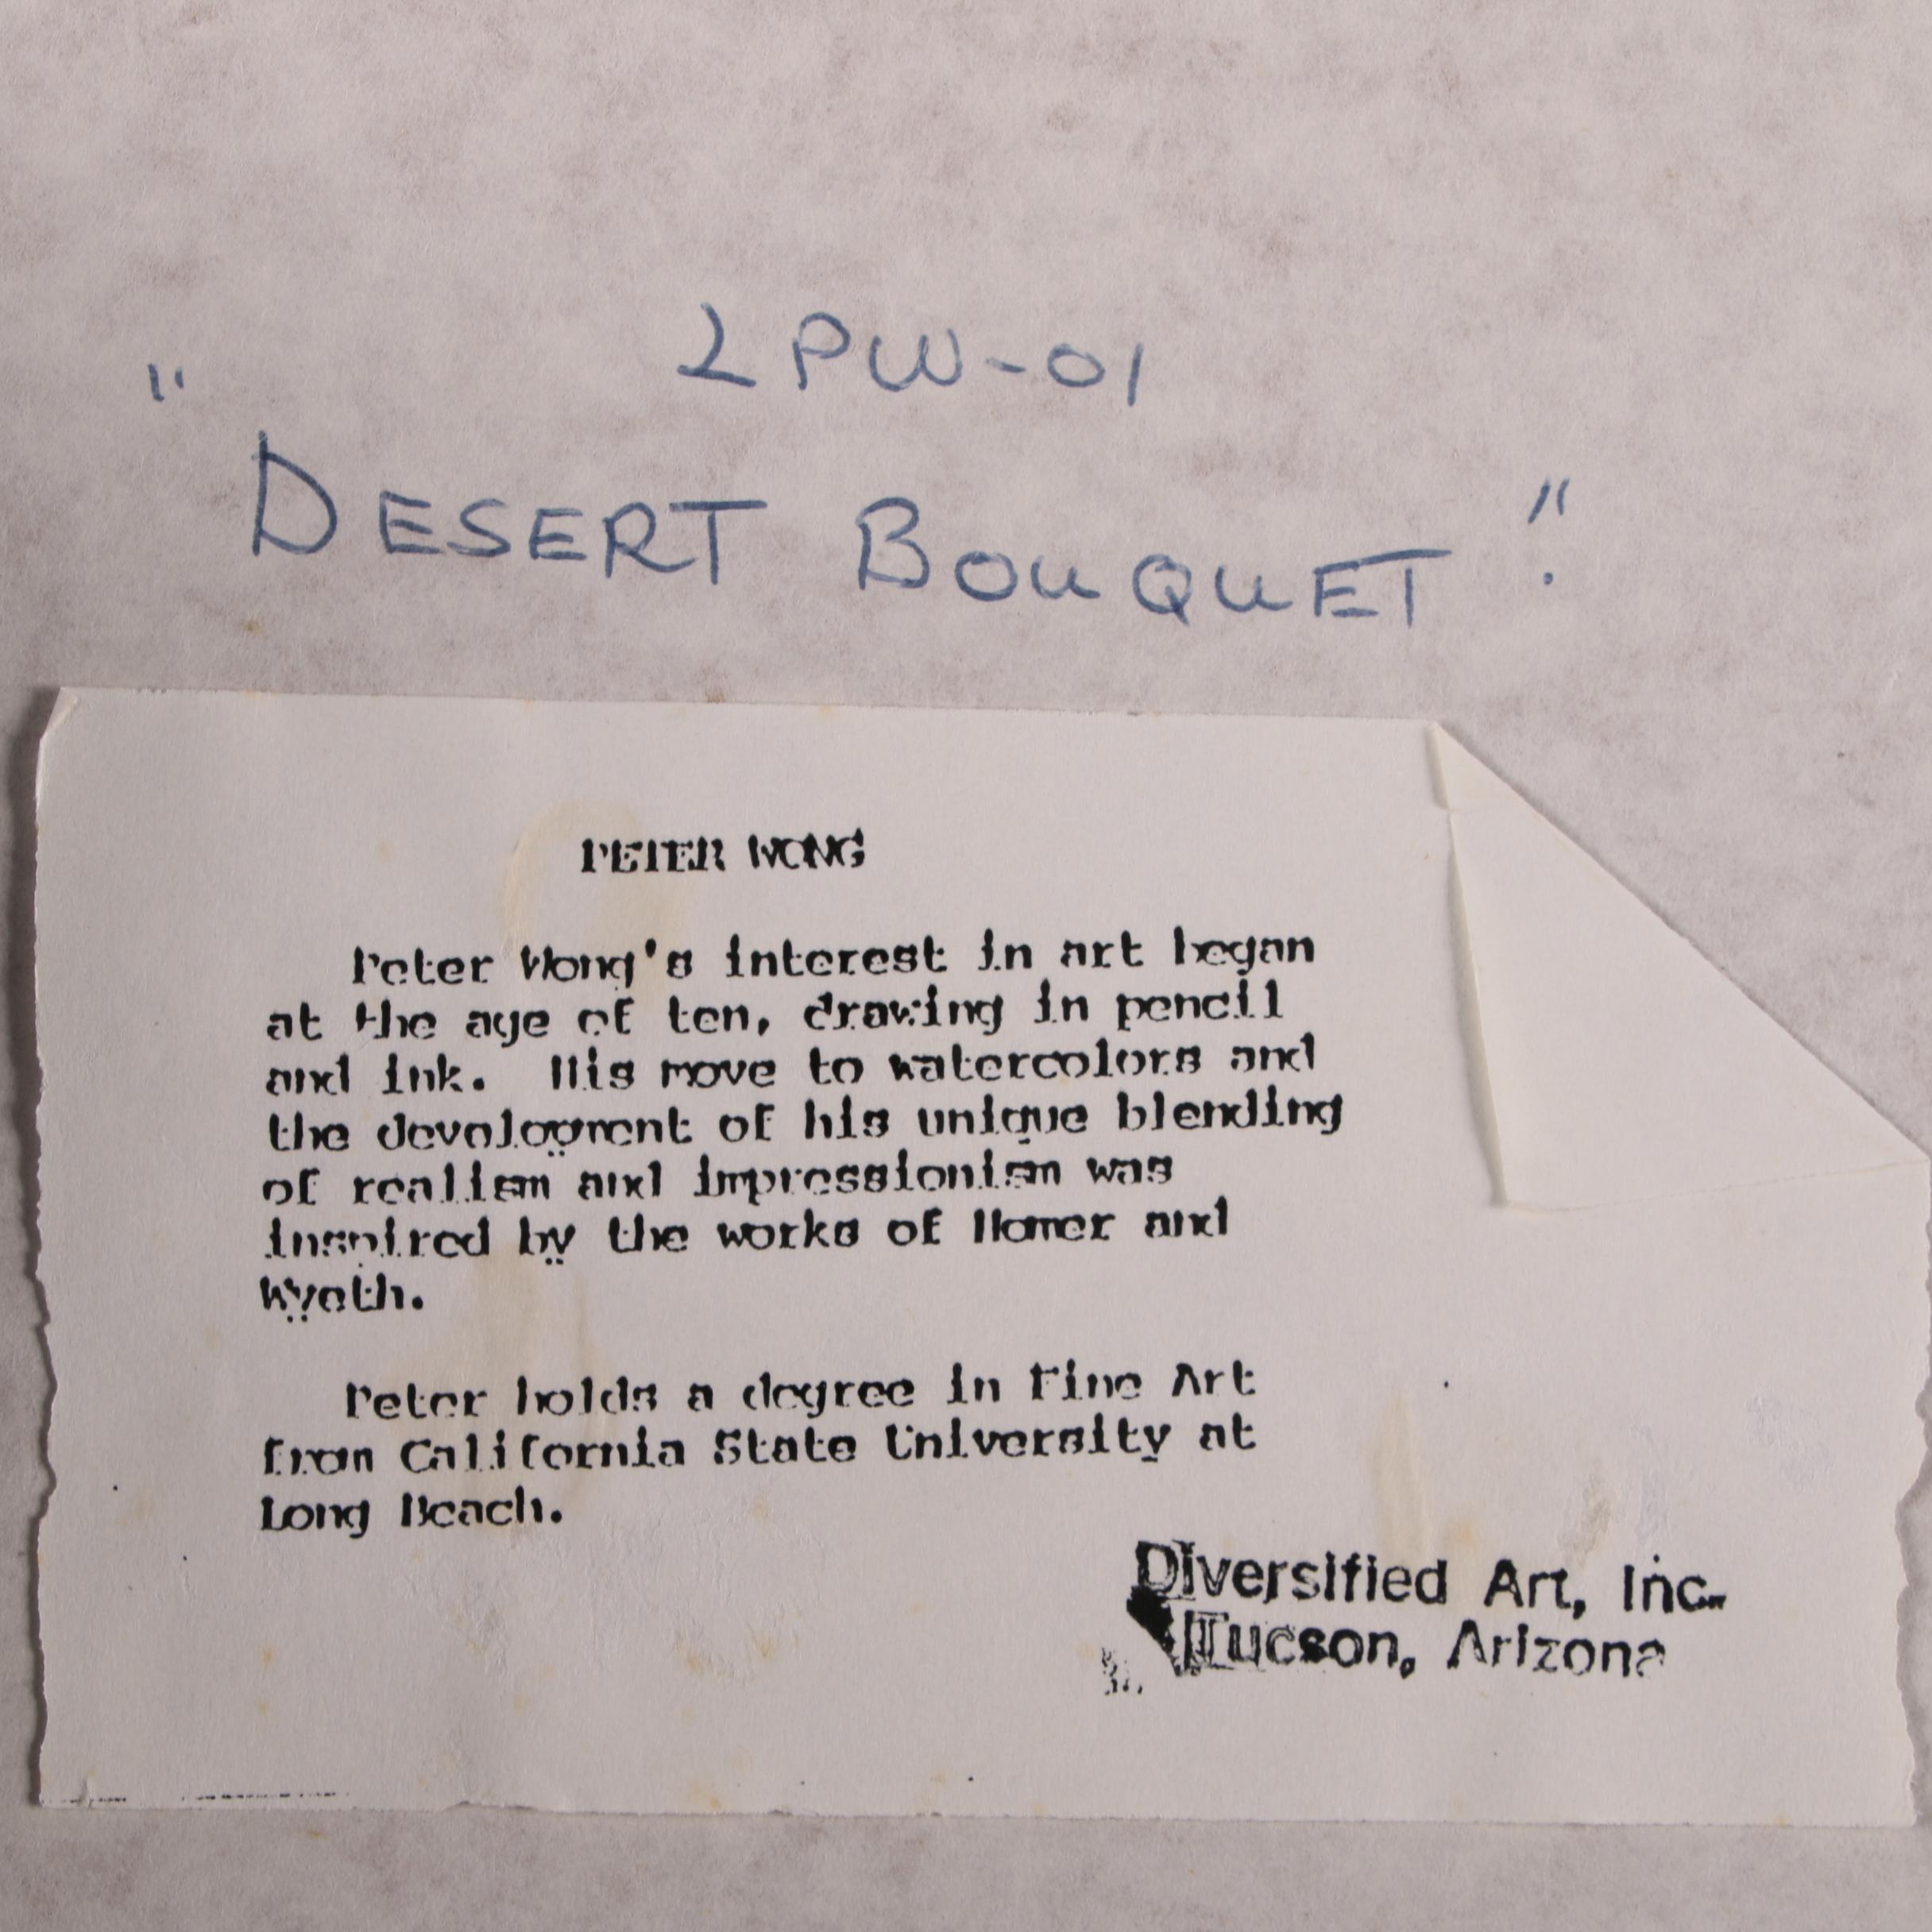 LPW-01
"DESERT BOUQUET".
PETER WONG
Peter Wong's interest in art began
at the age of ten, drawing in pencil
and ink. His move to watercolors and
the development of his unique blending
of realism and impressionism was
inspired by the works of Homer and
Wyeth.
Peter holds a degree in Fine Art
from California State University at
Long Beach.
Diversified Art, Inc.
Tucson, Arizona